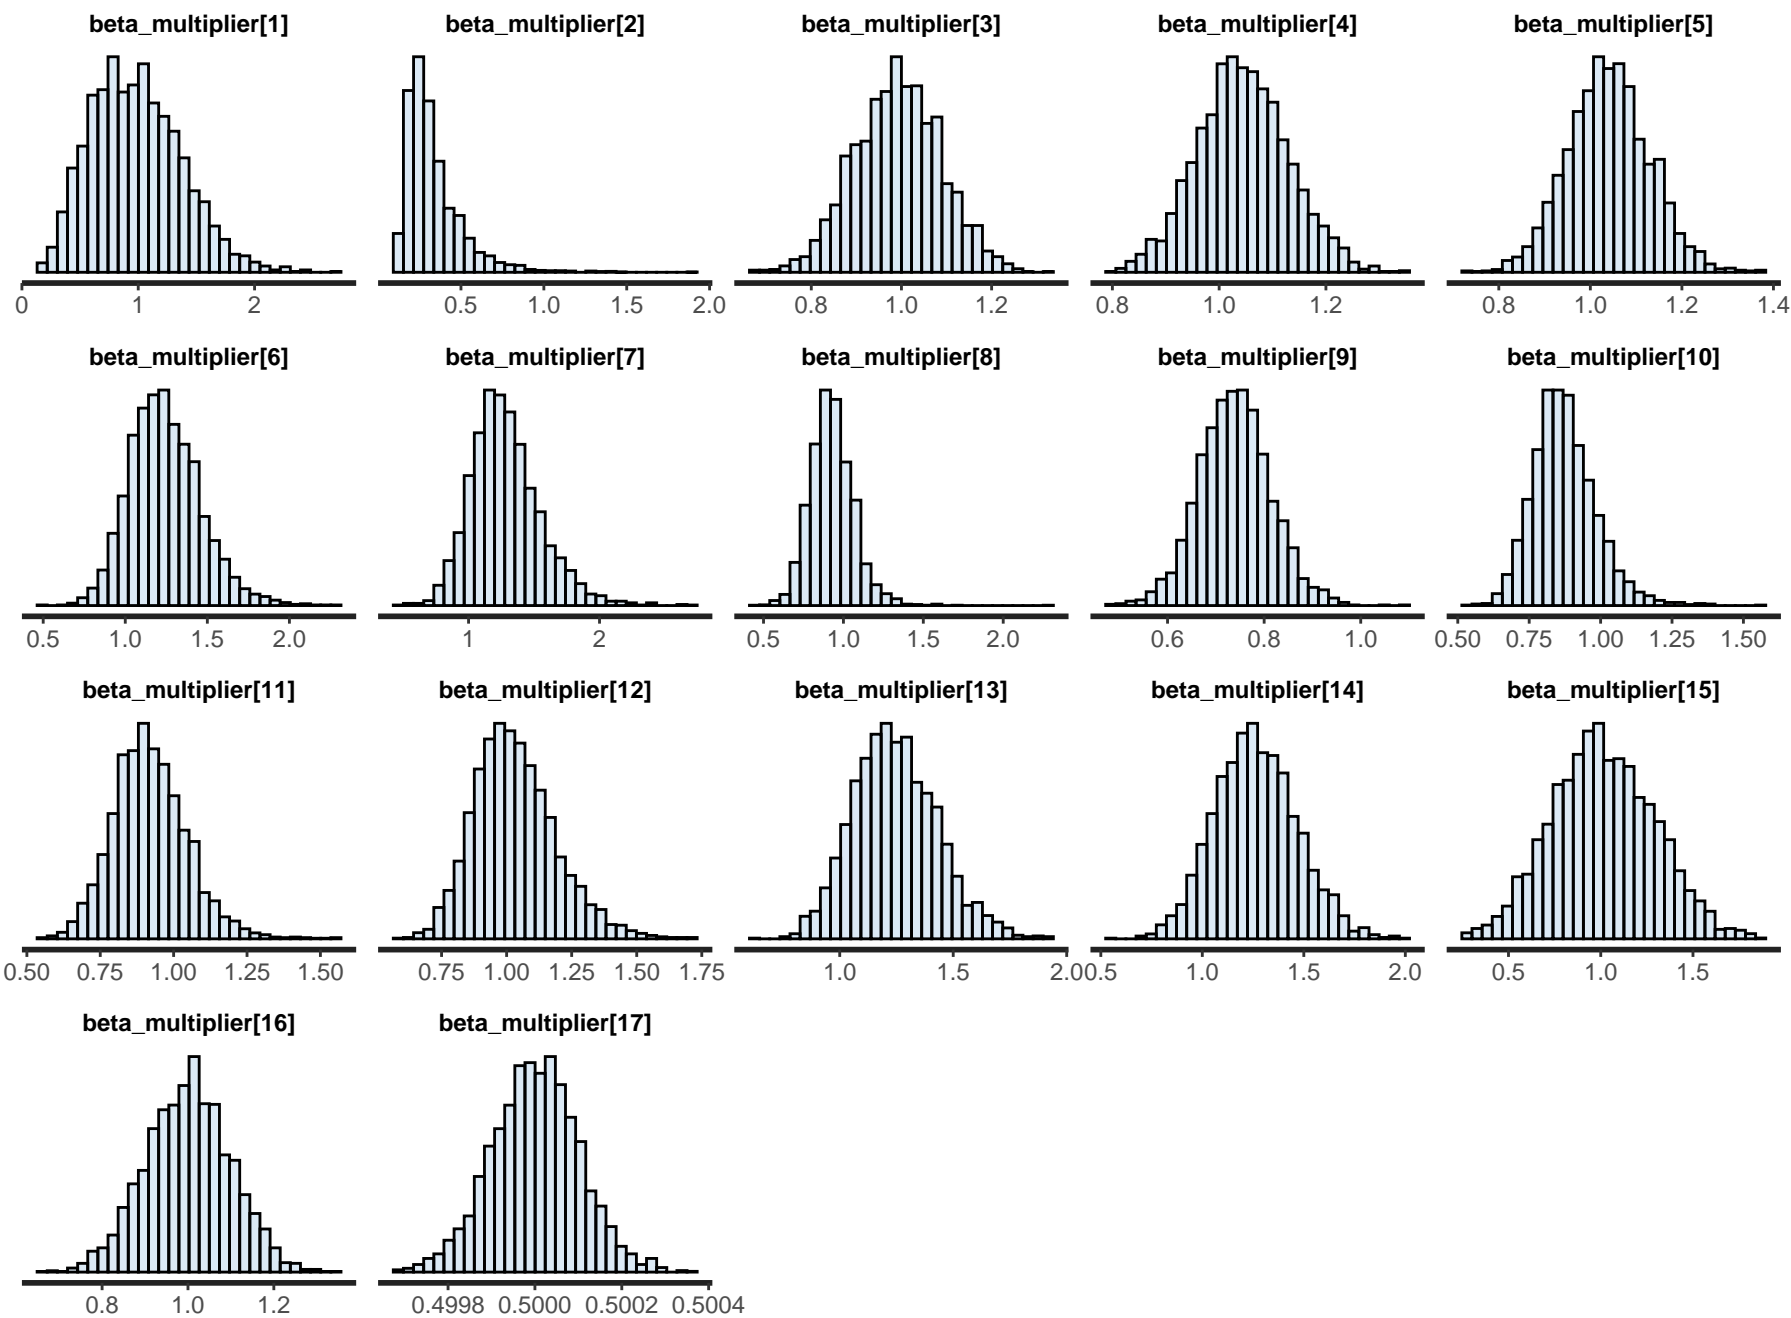 beta_multiplier[1] beta_multiplier[2] beta_multiplier[3] beta_multiplier[4] beta_multiplier[5]
0 1 2 0.5 1.0 1.5 2.0 0.8 1.0 1.2 0.8 1.0 1.2 0.8 1.0 1.2 1.4
beta_multiplier[6] beta_multiplier[7] beta_multiplier[8] beta_multiplier[9] beta_multiplier[10]
0.5 1.0 1.5 2.0 1 2 0.5 1.0 1.5 2.0 0.6 0.8 1.0 0.50 0.75 1.00 1.25 1.50
beta_multiplier[11] beta_multiplier[12] beta_multiplier[13] beta_multiplier[14] beta_multiplier[15]
0.50 0.75 1.00 1.25 1.50 0.75 1.00 1.25 1.50 1.75 1.0 1.5 2.0 0.5 1.0 1.5 2.0 0.5 1.0 1.5
beta_multiplier[16] beta_multiplier[17]
0.8 1.0 1.2 0.4998 0.5000 0.5002 0.5004